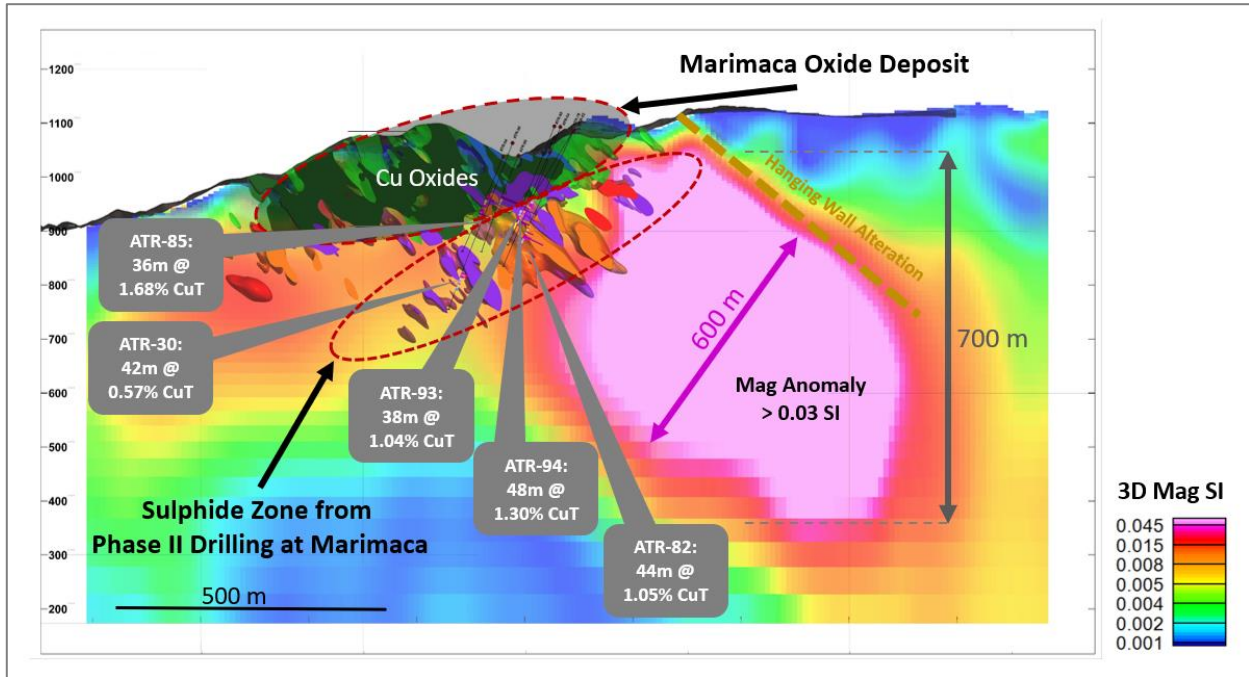 Marimaca Oxide Deposit
1200
1100
1000
900
800
700
600
500
400
300
200
Cu Oxides
Hanging Wall Alteration
ATR-85:
36m @
1.68% CuT
ATR-30:
42m @
0.57% CuT
ATR-93:
38m @
1.04% CuT
ATR-94:
48m @
1.30% CuT
ATR-82:
44m @
1.05% CuT
600 m
700 m
Mag Anomaly
> 0.03 SI
Sulphide Zone from
Phase II Drilling at Marimaca
500 m
3D Mag SI
0.045
0.015
0.008
0.005
0.004
0.002
0.001